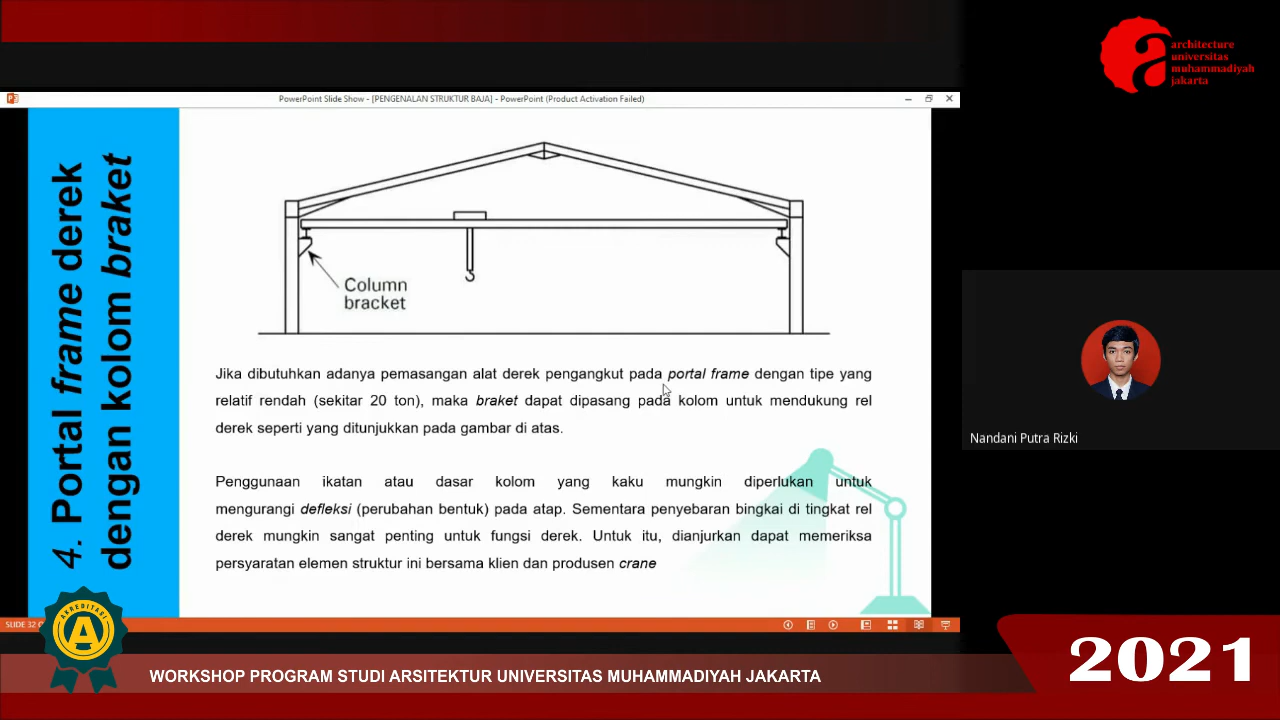 architecture
universitas
muhammadiyah
jakarta
PowerPoint Slide Show - [PENGENALAN STRUKTUR BAJA] - PowerPoint (Product Activation Failed)
4. Portal frame derek
dengan kolom braket
Column
bracket
Jika dibutuhkan adanya pemasangan alat derek pengangkut pada portal frame dengan tipe yang
relatif rendah (sekitar 20 ton), maka braket dapat dipasang pada kolom untuk mendukung rel
derek seperti yang ditunjukkan pada gambar di atas.
Penggunaan ikatan atau dasar kolom yang kaku mungkin diperlukan untuk
mengurangi defleksi (perubahan bentuk) pada atap. Sementara penyebaran bingkai di tingkat rel
derek mungkin sangat penting untuk fungsi derek. Untuk itu, dianjurkan dapat memeriksa
persyaratan elemen struktur ini bersama klien dan produsen crane
Nandani Putra Rizki
SLIDE 32
AKREDITASI
A
WORKSHOP PROGRAM STUDI ARSITEKTUR UNIVERSITAS MUHAMMADIYAH JAKARTA
2021